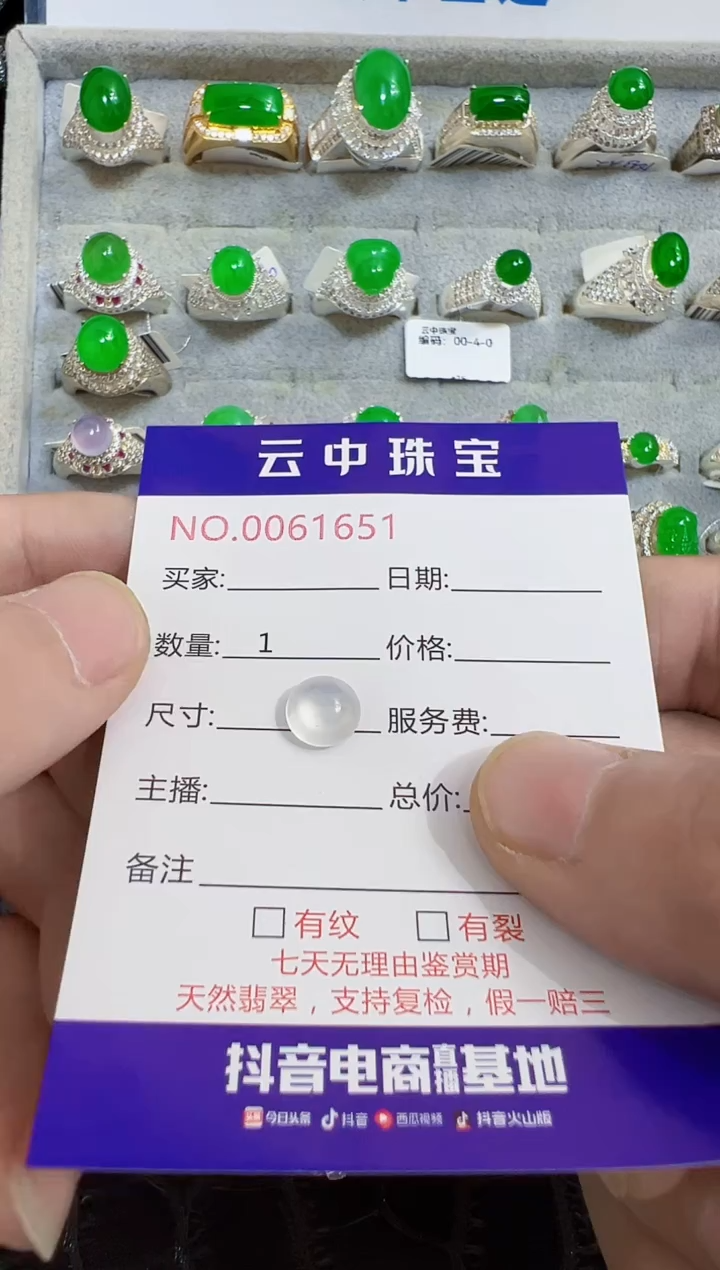 云中珠宝
编码: 00-4-0
云中珠宝
NO.0061651
买家: 日期:
数量: 1 价格:
尺寸: 服务费:
主播: 总价:
备注
有纹 有裂
七天无理由鉴赏期
天然翡翠，支持复检，假一赔三
抖音电商直播基地
头条 今日头条 抖音 西瓜视频 抖音火山版